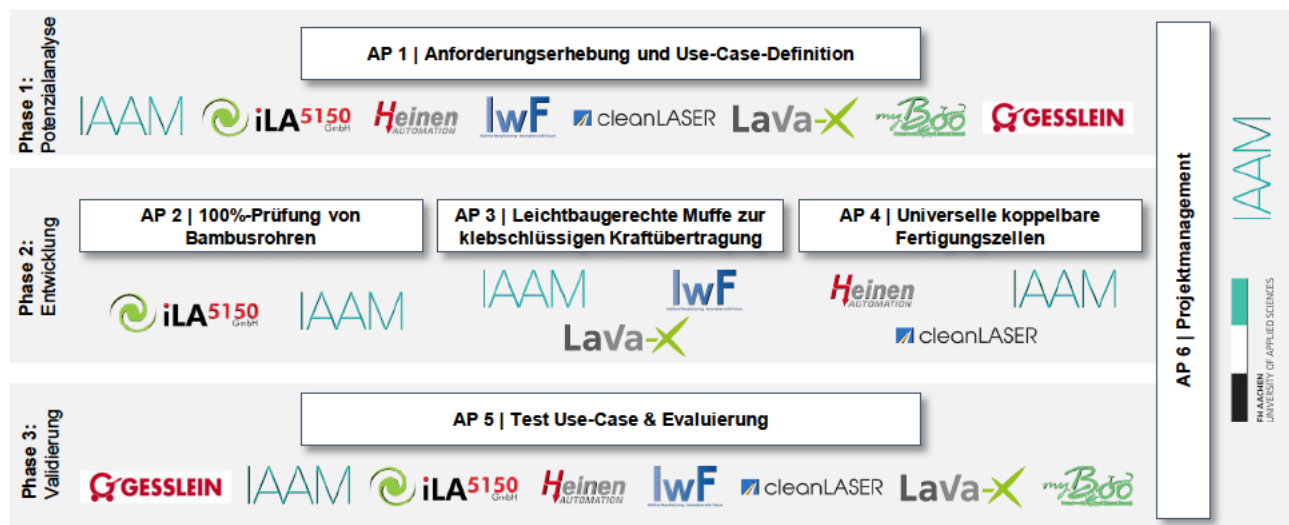 Phase 1:
Potenzialanalyse
AP 1 | Anforderungserhebung und Use-Case-Definition
IAAM
iLA5150
GmbH
Heinen
AUTOMATION
IwF
cleanLASER
LaVa-X
myBoo
GESSLEIN
Phase 2:
Entwicklung
AP 2 | 100%-Prüfung von
Bambusrohren
iLA5150
GmbH
IAAM
AP 3 | Leichtbaugerechte Muffe zur
klebschlüssigen Kraftübertragung
IAAM
IwF
LaVa-X
AP 4 | Universelle koppelbare
Fertigungszellen
Heinen
AUTOMATION
IAAM
cleanLASER
Phase 3:
Validierung
AP 5 | Test Use-Case & Evaluierung
GESSLEIN
IAAM
iLA5150
GmbH
Heinen
AUTOMATION
IwF
cleanLASER
LaVa-X
myBoo
AP 6 | Projektmanagement
IAAM
FH AACHEN
UNIVERSITY OF APPLIED SCIENCES